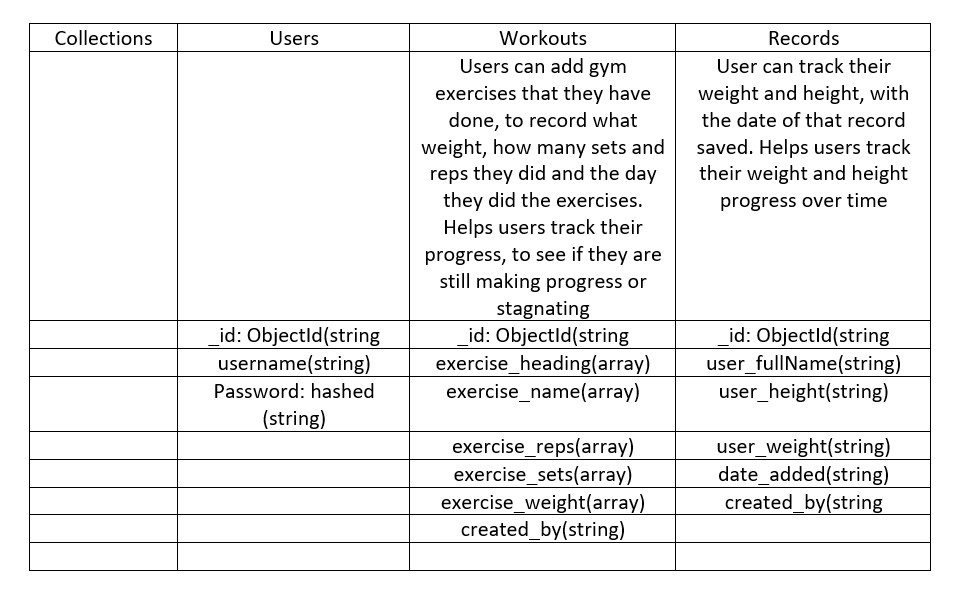 Collections Users Workouts Records
Users can add gym
exercises that they have
done, to record what
weight, how many sets and
reps they did and the day
they did the exercises.
Helps users track their
progress, to see if they are
still making progress or
stagnating
User can track their
weight and height, with
the date of that record
saved. Helps users track
their weight and height
progress over time
_id: ObjectId(string _id: ObjectId(string _id: ObjectId(string
username(string) exercise_heading(array) user_fullName(string)
Password: hashed
(string)
exercise_name(array) user_height(string)
exercise_reps(array) user_weight(string)
exercise_sets(array) date_added(string)
exercise_weight(array) created_by(string
created_by(string)